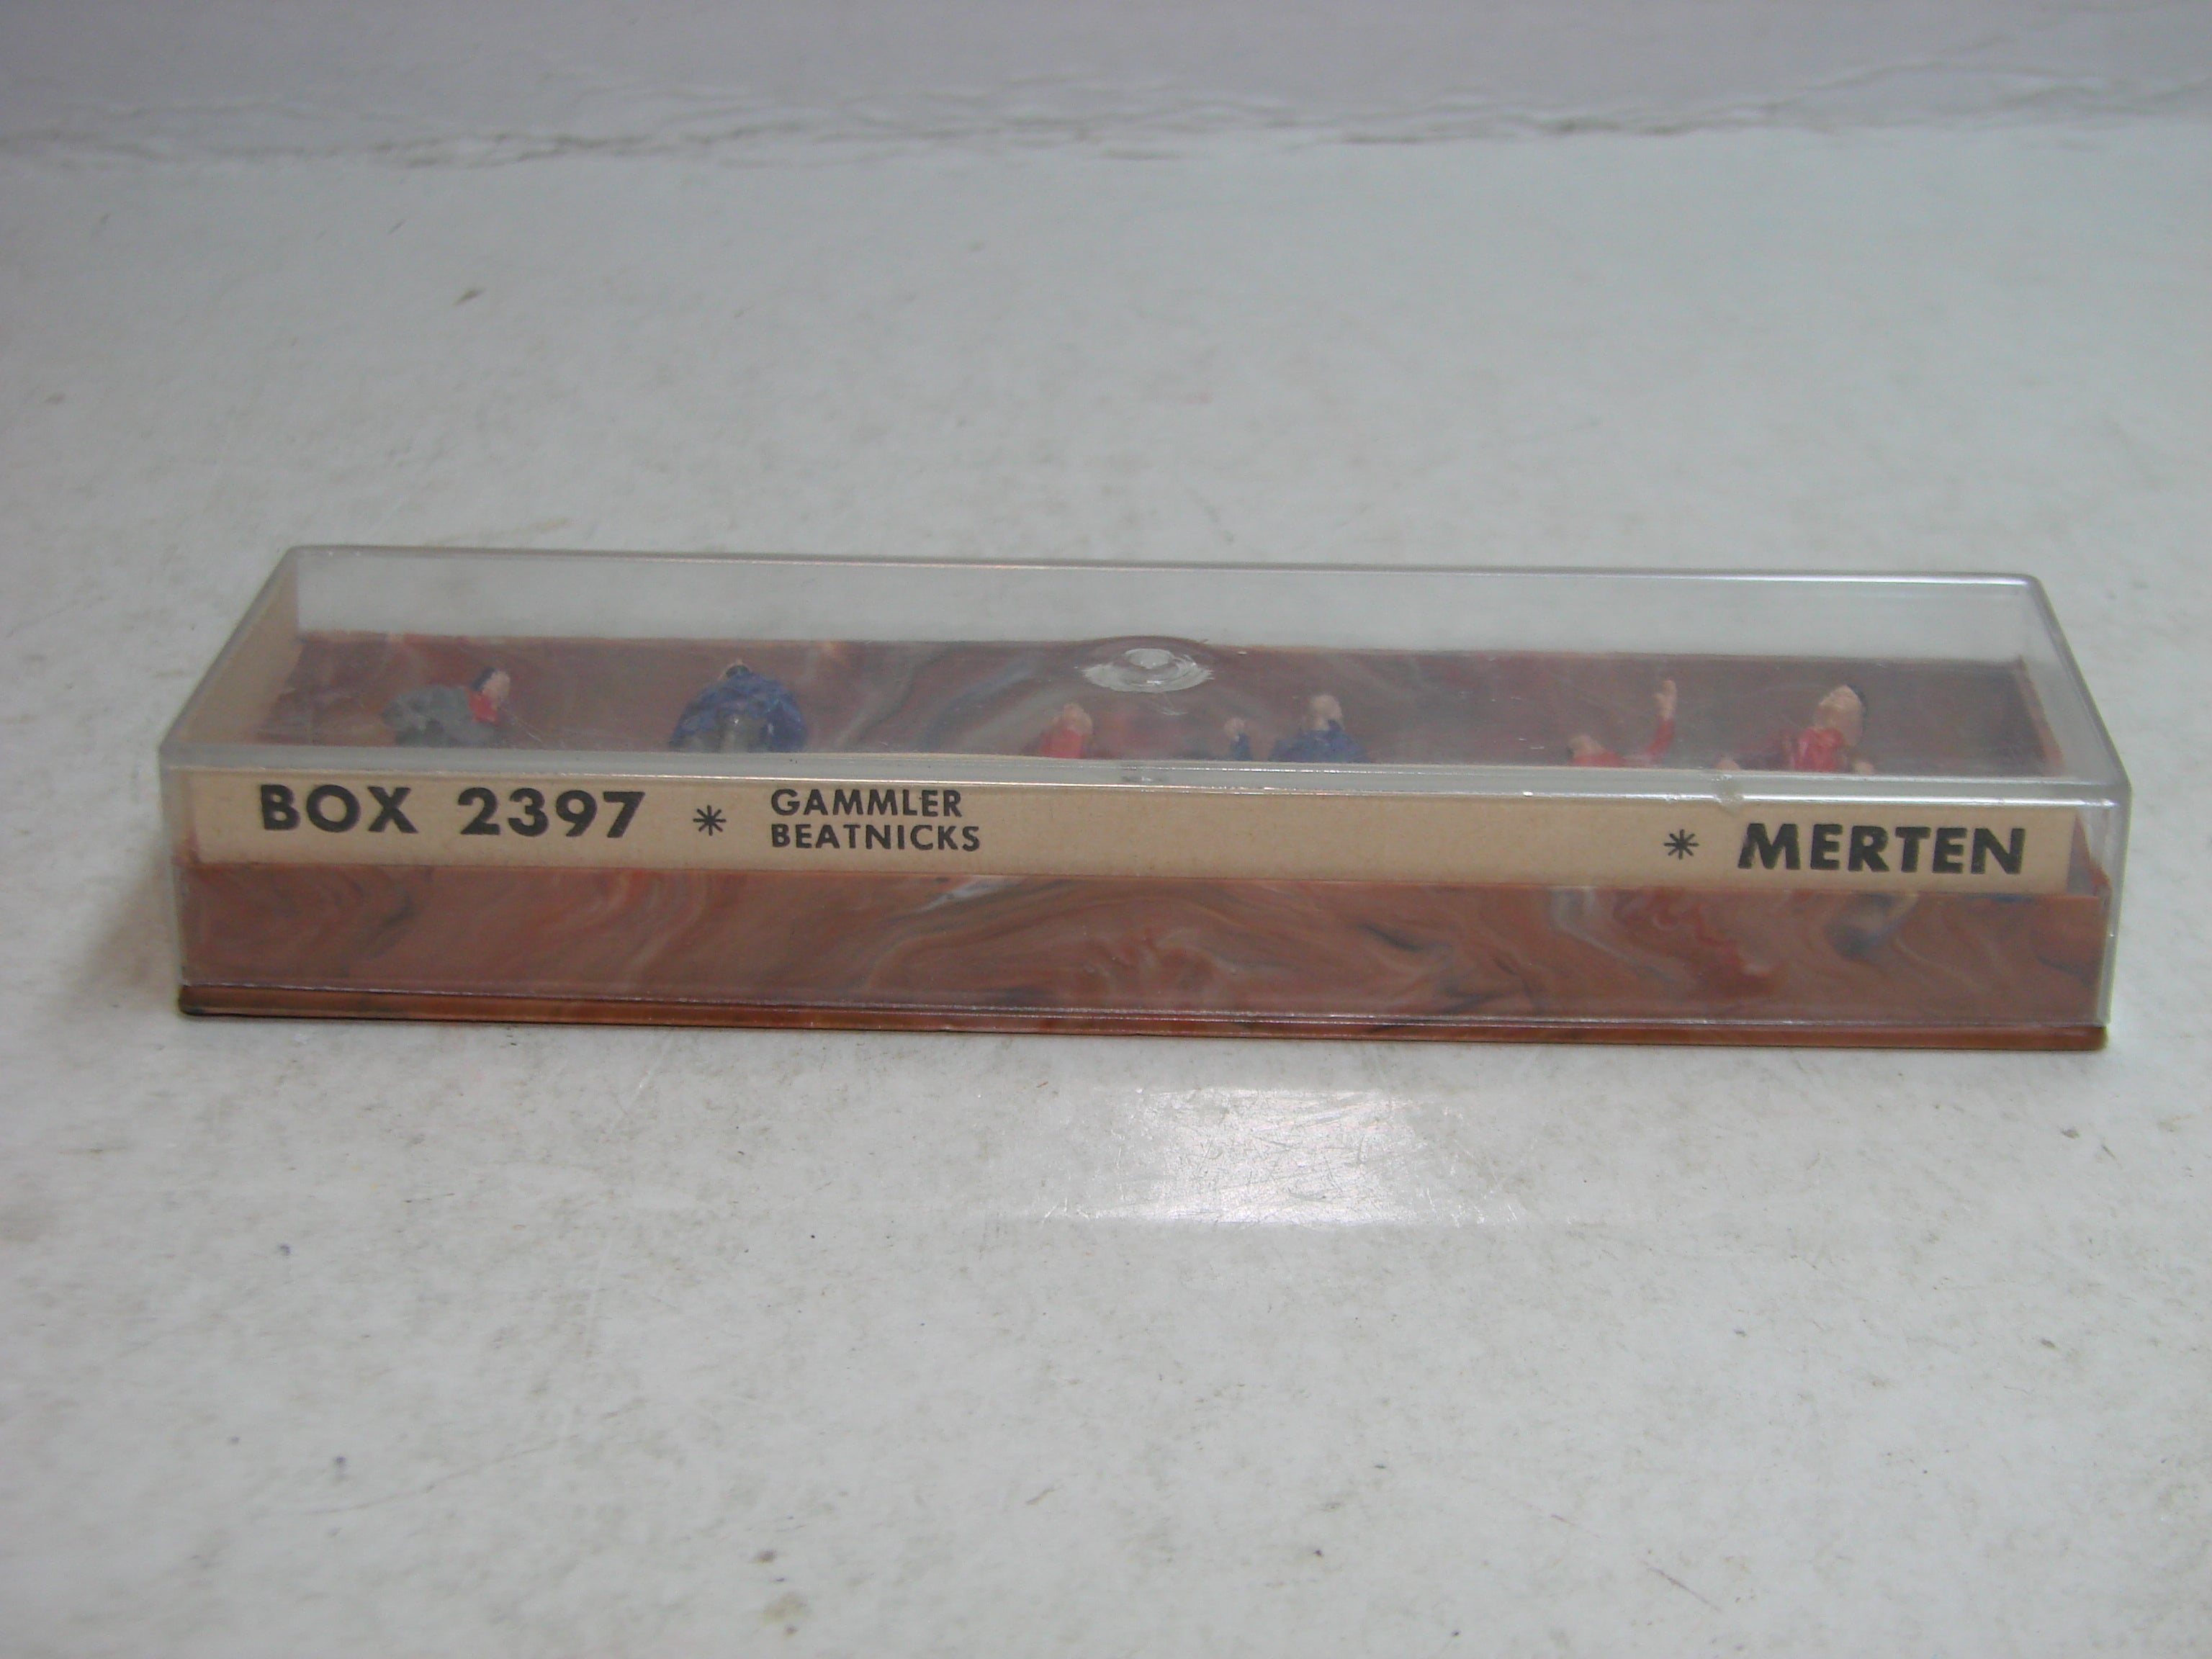 BOX 2397 * GAMMLER
BEATNICKS
* MERTEN